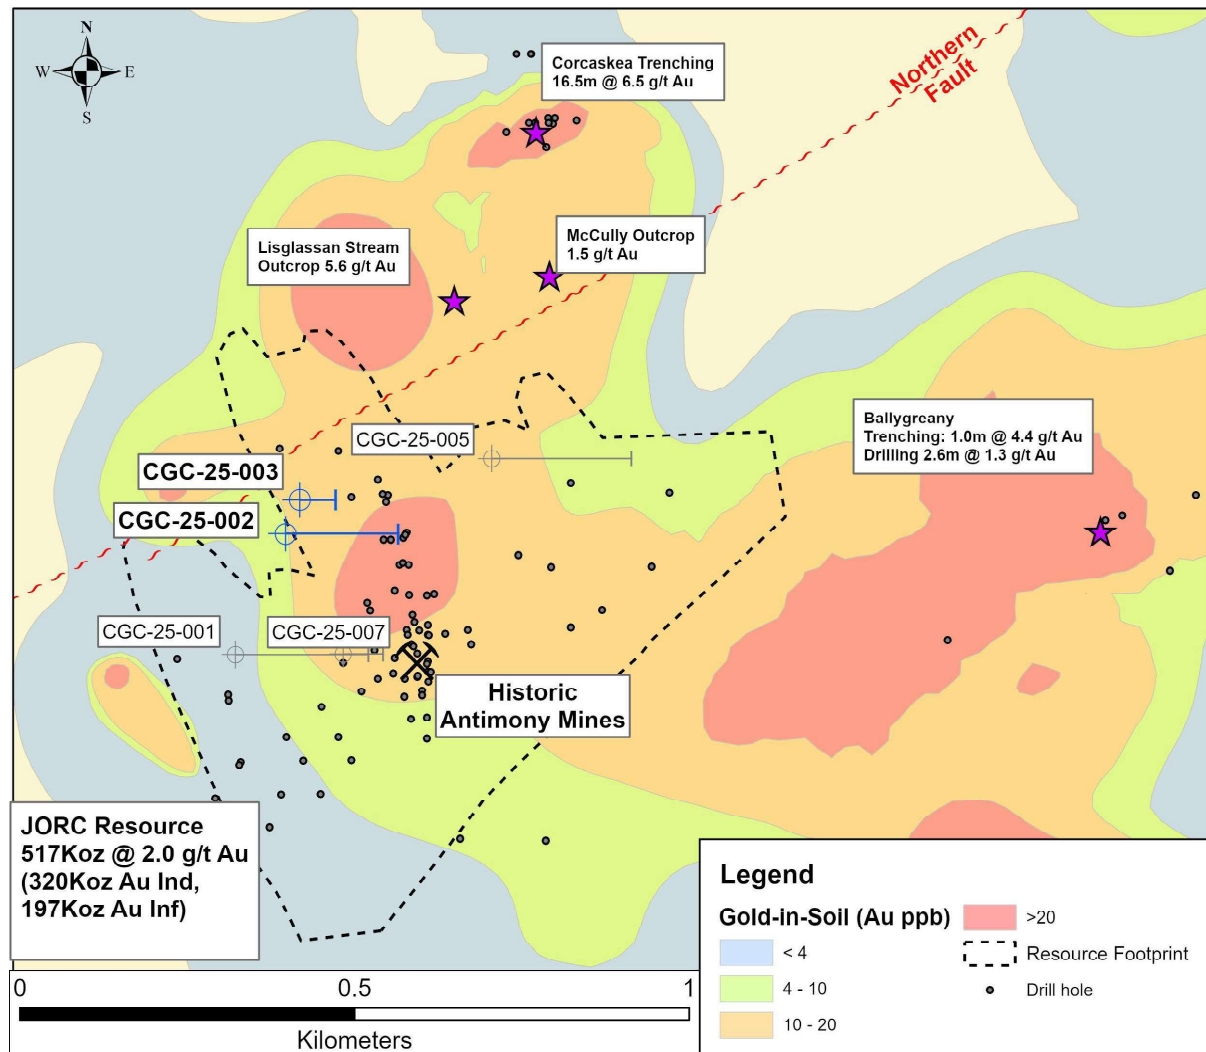 N
W
E
S
Corcaskea Trenching
16.5m @ 6.5 g/t Au
Northern
Fault
Lisglassan Stream
Outcrop 5.6 g/t Au
McCully Outcrop
1.5 g/t Au
Ballygrcany
Trenching: 1.0m @ 4.4 g/t Au
Drilling 2.6m @ 1.3 g/t Au
CGC-25-005
CGC-25-003
CGC-25-002
CGC-25-001
CGC-25-007
Historic
Antimony Mines
JORC Resource
517Koz @ 2.0 g/t Au
(320Koz Au Ind,
197Koz Au Inf)
0
0.5
1
Kilometers
Legend
Gold-in-Soil (Au ppb)
< 4
4 - 10
10 - 20
>20
Resource Footprint
Drill hole